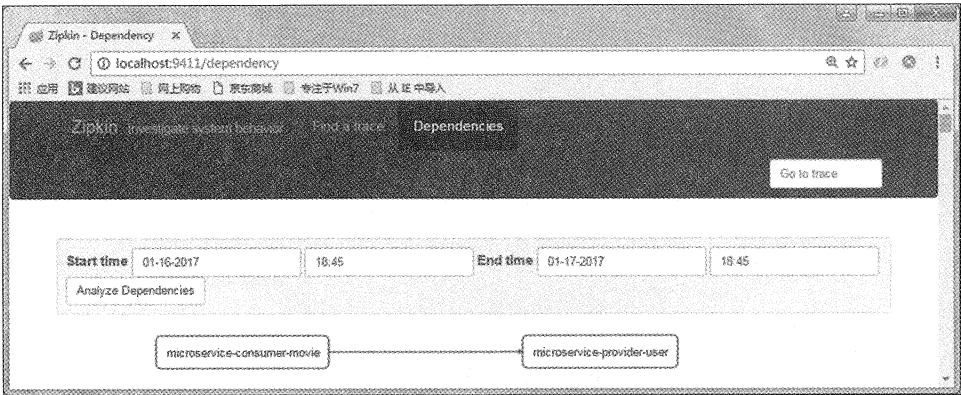 Zipkin - Dependency
localhost:9411/dependency
应用 建议网站 网上购物 京东商城 专注于Win7 从 IE 中导入
Zipkin Investigate system behavior Find a trace Dependencies
Go to trace
Start time 01-16-2017 18:45 End time 01-17-2017 18:45
Analyze Dependencies
microservice-consumer-movie microservice-provider-user